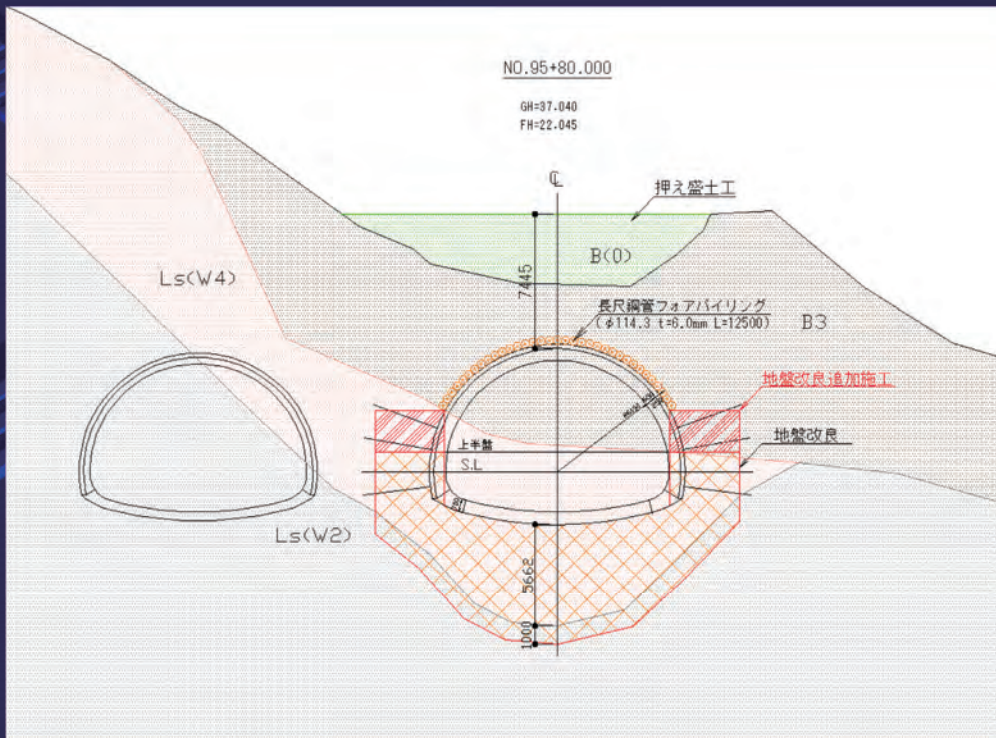 NO.95+80.000
GH=37.040
FH=22.045
℄
押え盛土工
B(O)
7445
Ls(W4)
長尺鋼管フォアパイリング
(φ114.3 t=6.0mm L=12500)
B3
地盤改良追加施工
地盤改良
上半盤
S.L
Ls(W2)
5662
1000